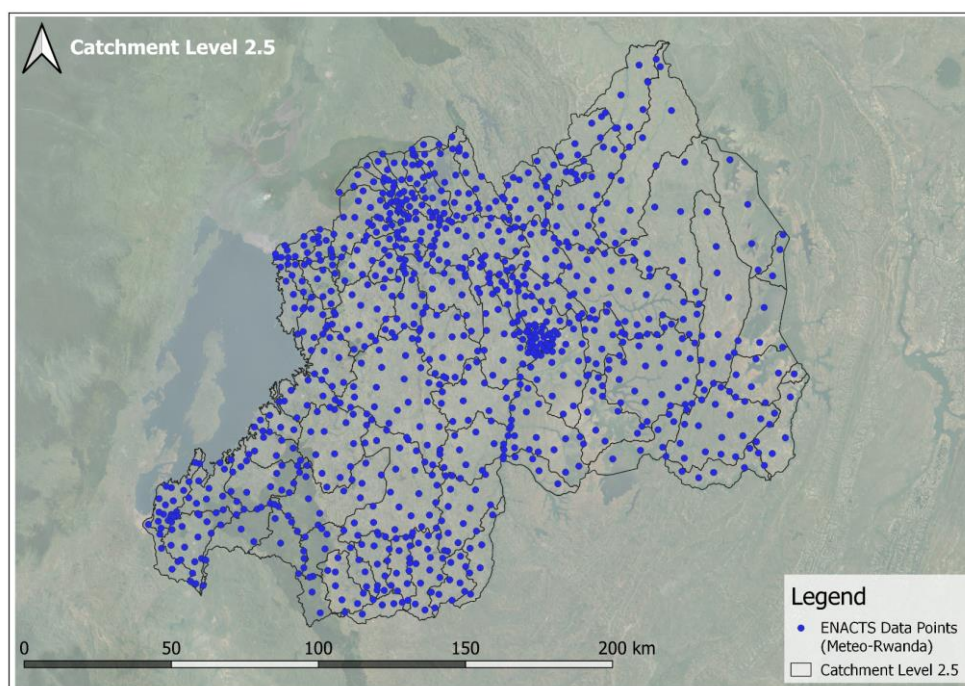 Catchment Level 2.5
Legend
ENACTS Data Points
(Meteo-Rwanda)
Catchment Level 2.5
0 50 100 150 200 km